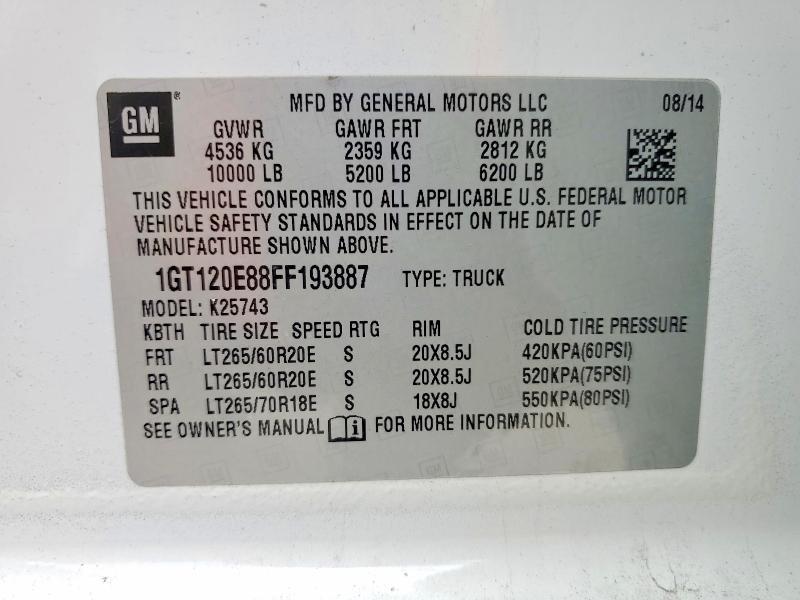 GM® MFD BY GENERAL MOTORS LLC 08/14
GVWR GAWR FRT GAWR RR
4536 KG 2359 KG 2812 KG
10000 LB 5200 LB 6200 LB
THIS VEHICLE CONFORMS TO ALL APPLICABLE U.S. FEDERAL MOTOR
VEHICLE SAFETY STANDARDS IN EFFECT ON THE DATE OF
MANUFACTURE SHOWN ABOVE.
1GT120E88FF193887 TYPE: TRUCK
MODEL: K25743
KBTH TIRE SIZE SPEED RTG RIM COLD TIRE PRESSURE
FRT LT265/60R20E S 20X8.5J 420KPA(60PSI)
RR LT265/60R20E S 20X8.5J 520KPA(75PSI)
SPA LT265/70R18E S 18X8J 550KPA(80PSI)
SEE OWNER'S MANUAL i FOR MORE INFORMATION.